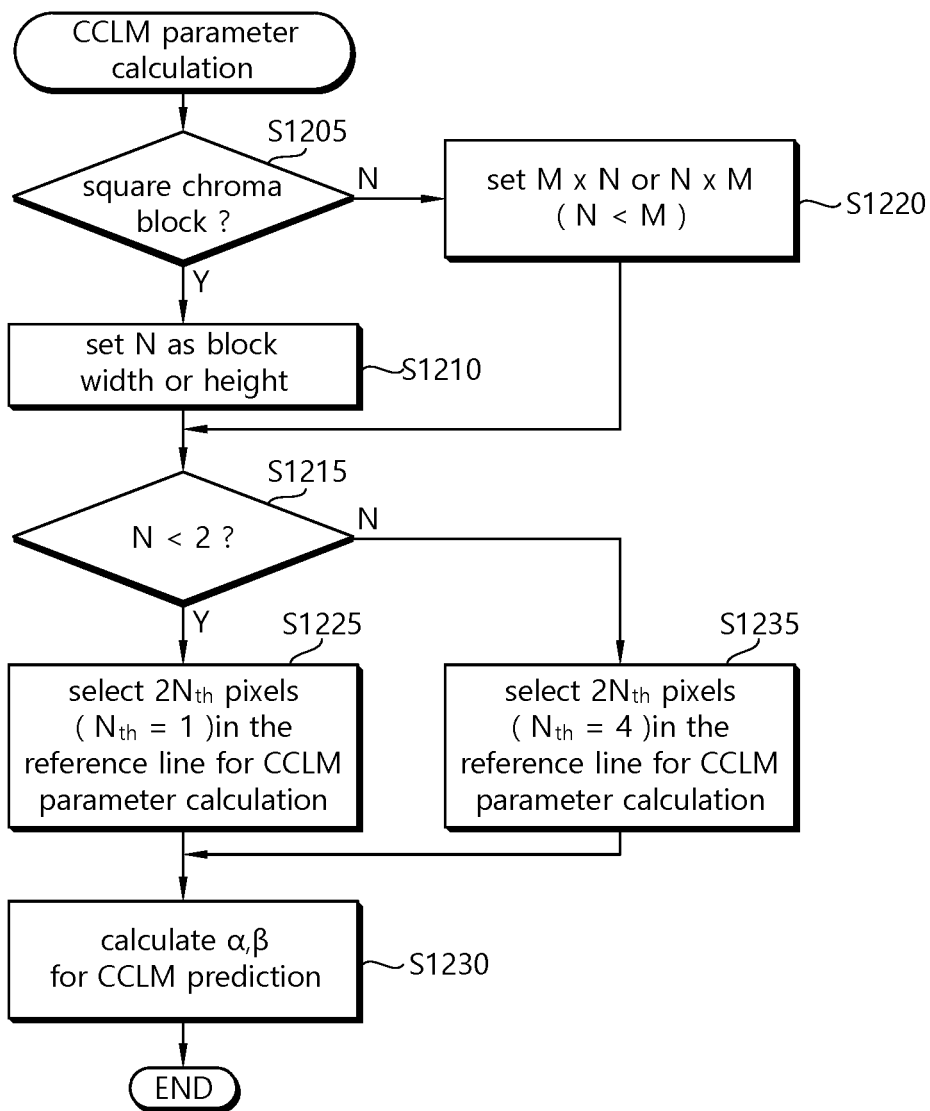 CCLM parameter
calculation
S1205
square chroma
block ?
N
set M x N or N x M
( N < M )
S1220
Y
set N as block
width or height
S1210
S1215
N < 2 ?
N
Y
S1225
select 2Nth pixels
( Nth = 1 )in the
reference line for CCLM
parameter calculation
S1235
select 2Nth pixels
( Nth = 4 )in the
reference line for CCLM
parameter calculation
calculate α,β
for CCLM prediction
S1230
END